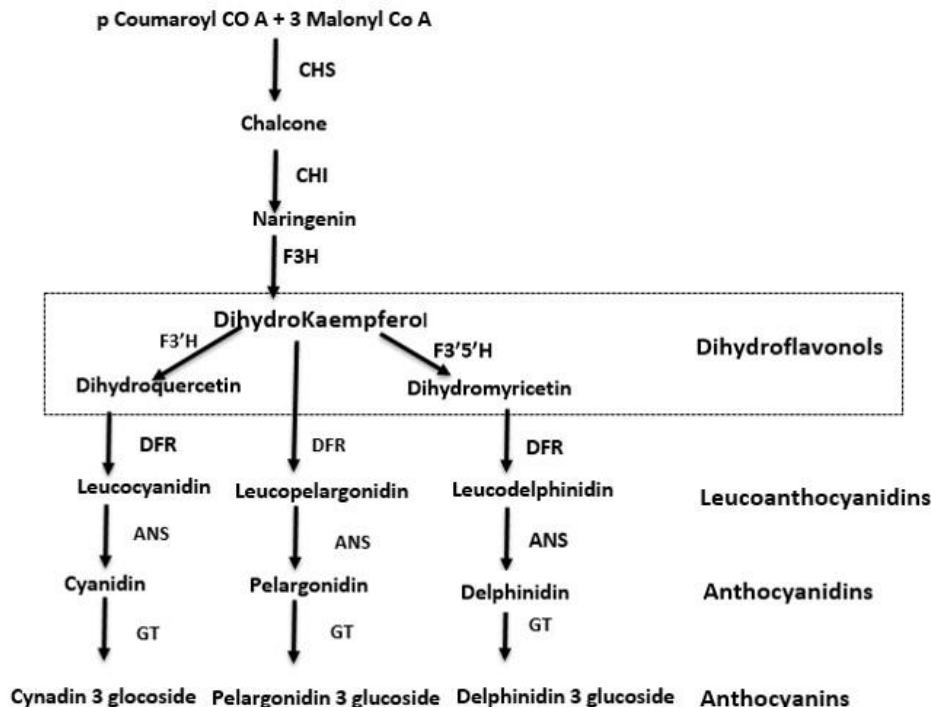 p Coumaroyl CO A + 3 Malonyl Co A
CHS
Chalcone
CHI
Naringenin
F3H
DihydroKaempferol
F3'H
F3'5'H
Dihydroflavonols
Dihydroquercetin
Dihydromyricetin
DFR
DFR
DFR
Leucocyanidin
Leucopelargonidin
Leucodelphinidin
Leucoanthocyanidins
ANS
ANS
ANS
Cyanidin
Pelargonidin
Delphinidin
Anthocyanidins
GT
GT
GT
Cynadin 3 glocoside
Pelargonidin 3 glucoside
Delphinidin 3 glucoside
Anthocyanins